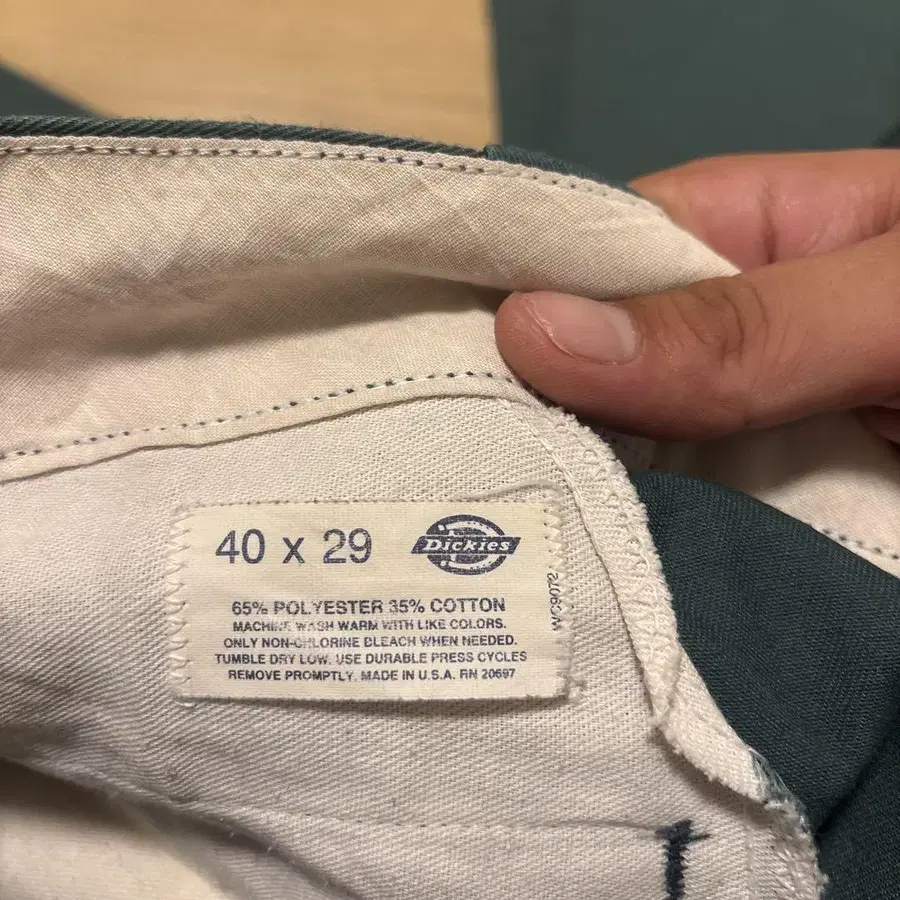 40 x 29
Dickies
65% POLYESTER 35% COTTON
MACHINE WASH WARM WITH LIKE COLORS.
ONLY NON-CHLORINE BLEACH WHEN NEEDED.
TUMBLE DRY LOW. USE DURABLE PRESS CYCLES
REMOVE PROMPTLY. MADE IN U.S.A. RN 20697